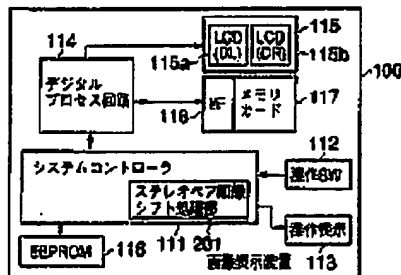 114
115
LCD
(DL)
LCD
(DR)
115a
115b
100
デジタル
プロセス回路
I/F
メモリ
カード
117
118
システムコントローラ
112
操作SW
ステレオペア画像
シフト処理部
111
201
操作表示
113
EEPROM
116
画像表示装置